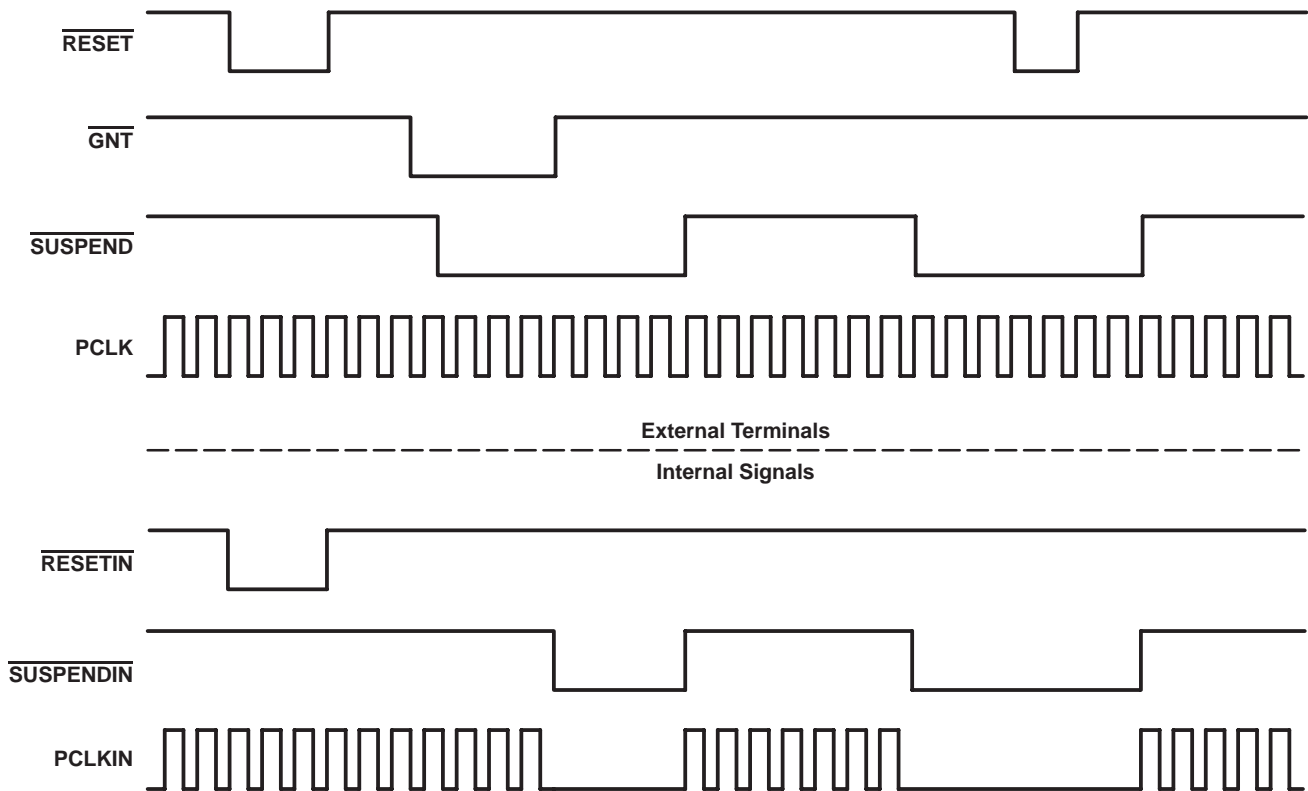 RESET
GNT
SUSPEND
PCLK
External Terminals
Internal Signals
RESETIN
SUSPENDIN
PCLKIN